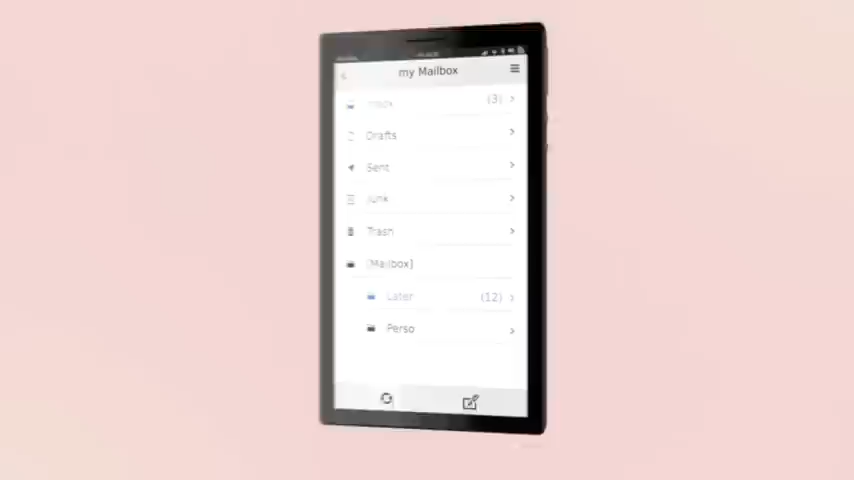 my Mailbox
(3)
Drafts
Sent
Junk
Trash
[Mailbox]
Later (12)
Perso